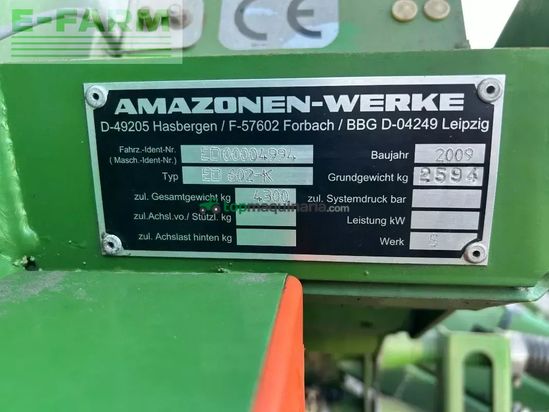 E-FARM
CE
AMAZONEN-WERKE
D-49205 Hasbergen / F-57602 Forbach / BBG D-04249 Leipzig
Fahrz.-Ident-Nr. ED00004994 Baujahr 2009
(Masch.-Ident-Nr.)
Typ ED 602-K Grundgewicht kg 2594
zul. Gesamtgewicht kg 4300 zul. Systemdruck bar
topmaquinaria.com
zul. Achsl.vo./ Stützl. kg Leistung kW
zul. Achslast hinten kg Werk S